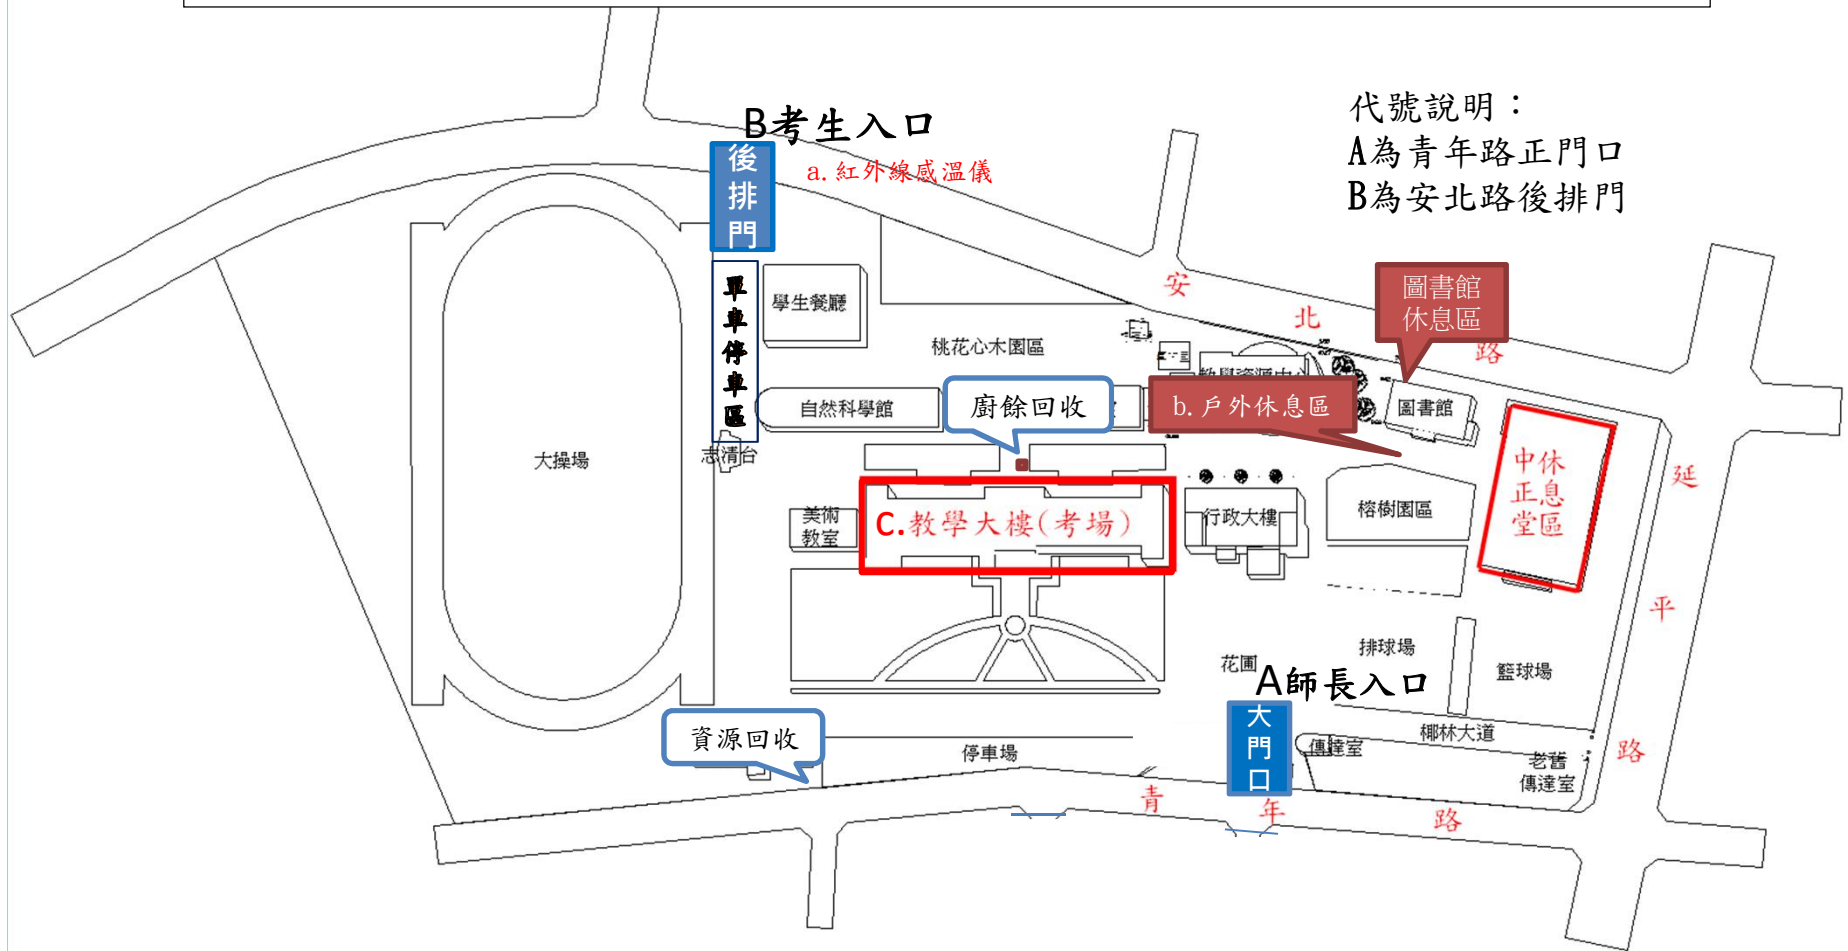 B考生入口
後排門
a.紅外線感溫儀
代號說明：
A為青年路正門口
B為安北路後排門
安北路
圖書館
休息區
單車停車區
學生餐廳
桃花心木園區
教學資源中心
自然科學館
廚餘回收
b.戶外休息區
圖書館
志清台
大操場
中正堂
休息區
延平路
美術
教室
C.教學大樓(考場)
行政大樓
榕樹園區
排球場
籃球場
花圃
A師長入口
大門口
資源回收
停車場
傳達室
椰林大道
老舊
傳達室
青年路